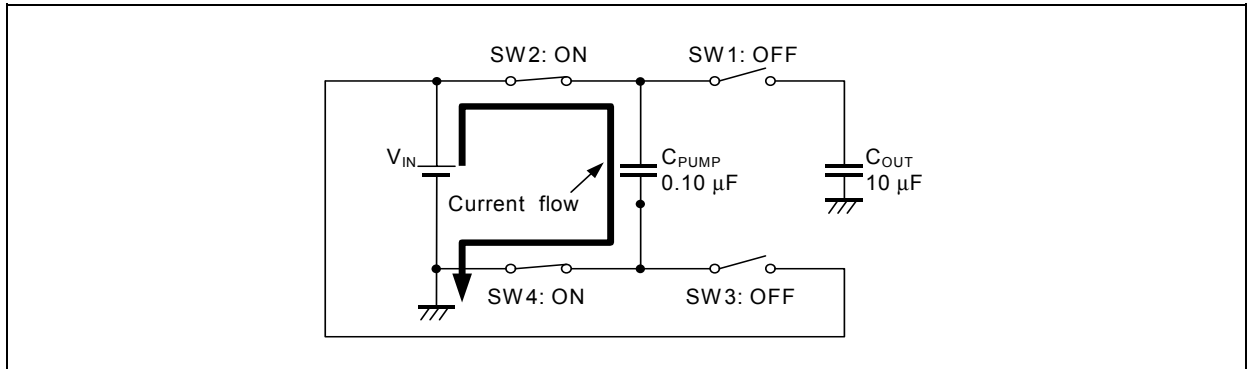 SW2: ON
SW1: OFF
VIN
CPUMP
0.10 μF
COUT
10 μF
Current flow
SW4: ON
SW3: OFF